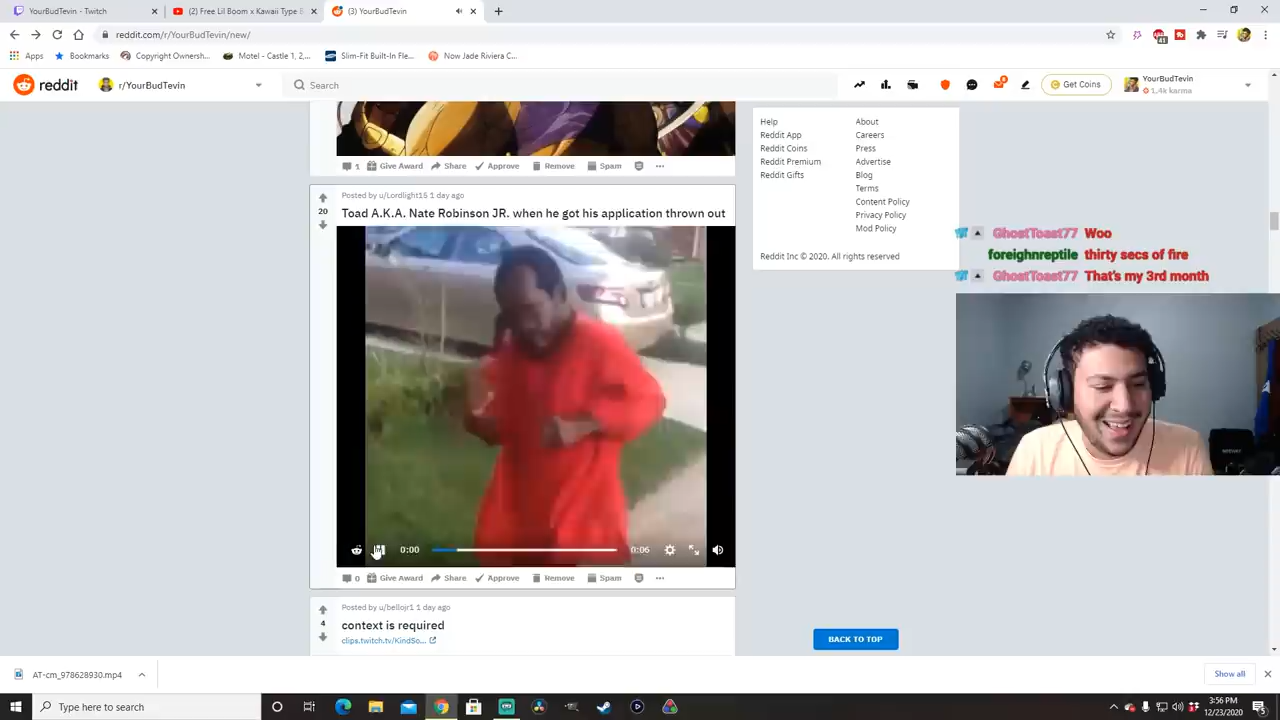 YourBudTevin - Twitch
(2) Free Lil Boom x Kawaii Type B
(3) YourBudTevin
reddit.com/r/YourBudTevin/new/
41
Apps
Bookmarks
Copyright Ownersh...
Motel - Castle 1, 2,...
Slim-Fit Built-In Fle...
Now Jade Riviera C...
reddit
r/YourBudTevin
Search
Get Coins
YourBudTevin
1.4k karma
1
Give Award
Share
Approve
Remove
Spam
Help
About
Reddit App
Careers
Reddit Coins
Press
Reddit Premium
Advertise
Reddit Gifts
Blog
Terms
Content Policy
Privacy Policy
Mod Policy
Reddit Inc © 2020. All rights reserved
Posted by u/Lordlight15 1 day ago
20
Toad A.K.A. Nate Robinson JR. when he got his application thrown out
GhostToast77 Woo
foreighnreptile thirty secs of fire
GhostToast77 That's my 3rd month
0:00
0:06
0
Give Award
Share
Approve
Remove
Spam
Posted by u/bellojr1 1 day ago
4
context is required
clips.twitch.tv/KindSo...
BACK TO TOP
AT-cm_978628930.mp4
Show all
Type here to search
3:56 PM
12/23/2020